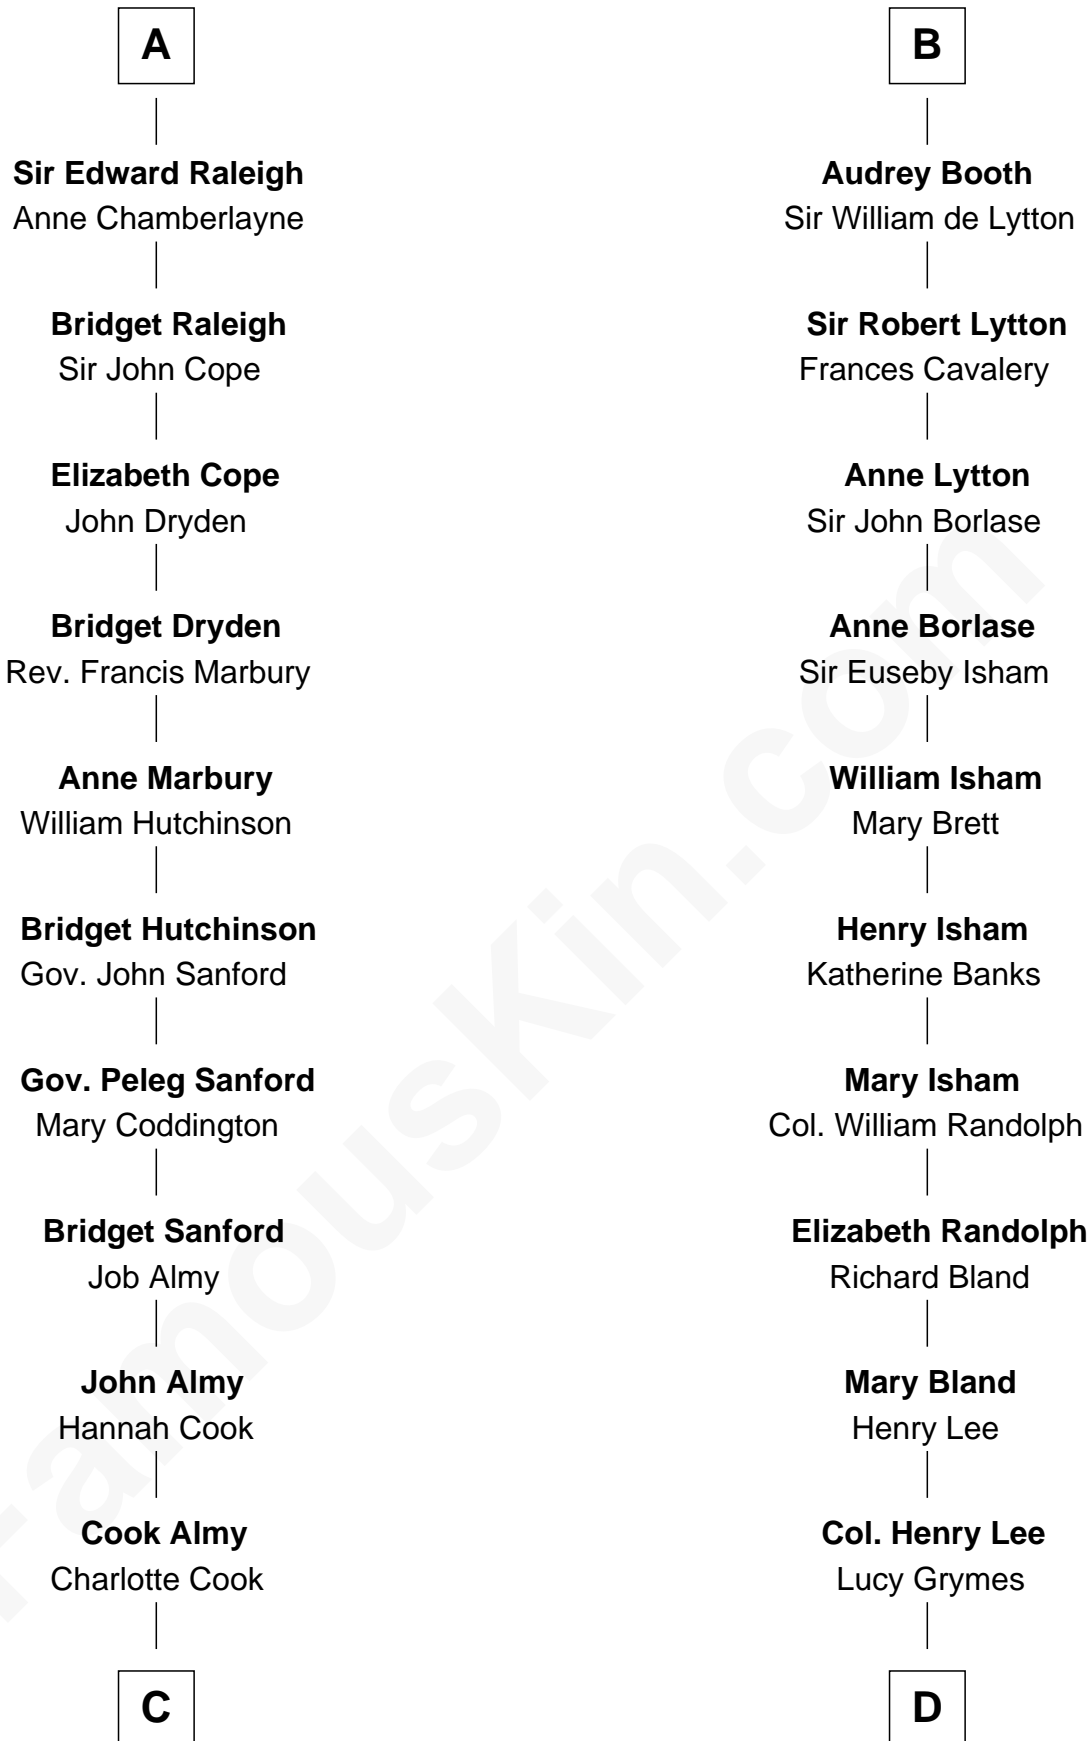 A
Sir Edward Raleigh
Anne Chamberlayne
Bridget Raleigh
Sir John Cope
Elizabeth Cope
John Dryden
Bridget Dryden
Rev. Francis Marbury
Anne Marbury
William Hutchinson
Bridget Hutchinson
Gov. John Sanford
Gov. Peleg Sanford
Mary Coddington
Bridget Sanford
Job Almy
John Almy
Hannah Cook
Cook Almy
Charlotte Cook
C
B
Audrey Booth
Sir William de Lytton
Sir Robert Lytton
Frances Cavalery
Anne Lytton
Sir John Borlase
Anne Borlase
Sir Euseby Isham
William Isham
Mary Brett
Henry Isham
Katherine Banks
Mary Isham
Col. William Randolph
Elizabeth Randolph
Richard Bland
Mary Bland
Henry Lee
Col. Henry Lee
Lucy Grymes
D
FamousKin.com